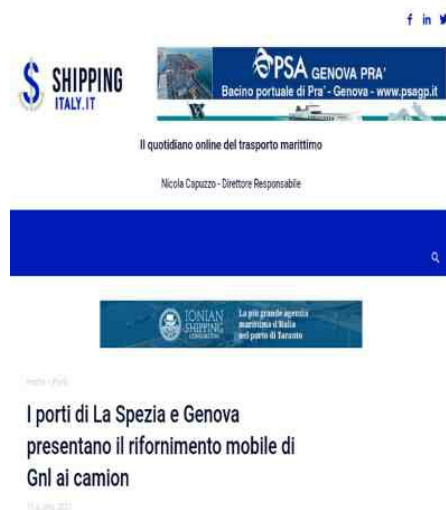 SHIPPING
ITALY.IT
PSA GENOVA PRA'
Bacino portuale di Pra' - Genova - www.psagp.it
Il quotidiano online del trasporto marittimo
Nicola Capuzzo - Direttore Responsabile
IONIAN
SHIPPING
La più grande agenzia
marittima d'Italia
nel porto di Taranto
I porti di La Spezia e Genova
presentano il rifornimento mobile di
Gnl ai camion